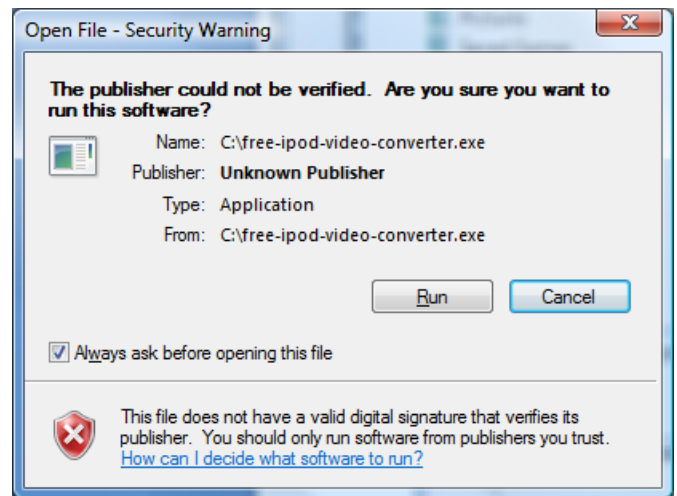 Open File - Security Warning
The publisher could not be verified. Are you sure you want to
run this software?
Name: C:\free-ipod-video-converter.exe
Publisher: Unknown Publisher
Type: Application
From: C:\free-ipod-video-converter.exe
Run Cancel
Always ask before opening this file
This file does not have a valid digital signature that verifies its
publisher. You should only run software from publishers you trust.
How can I decide what software to run?